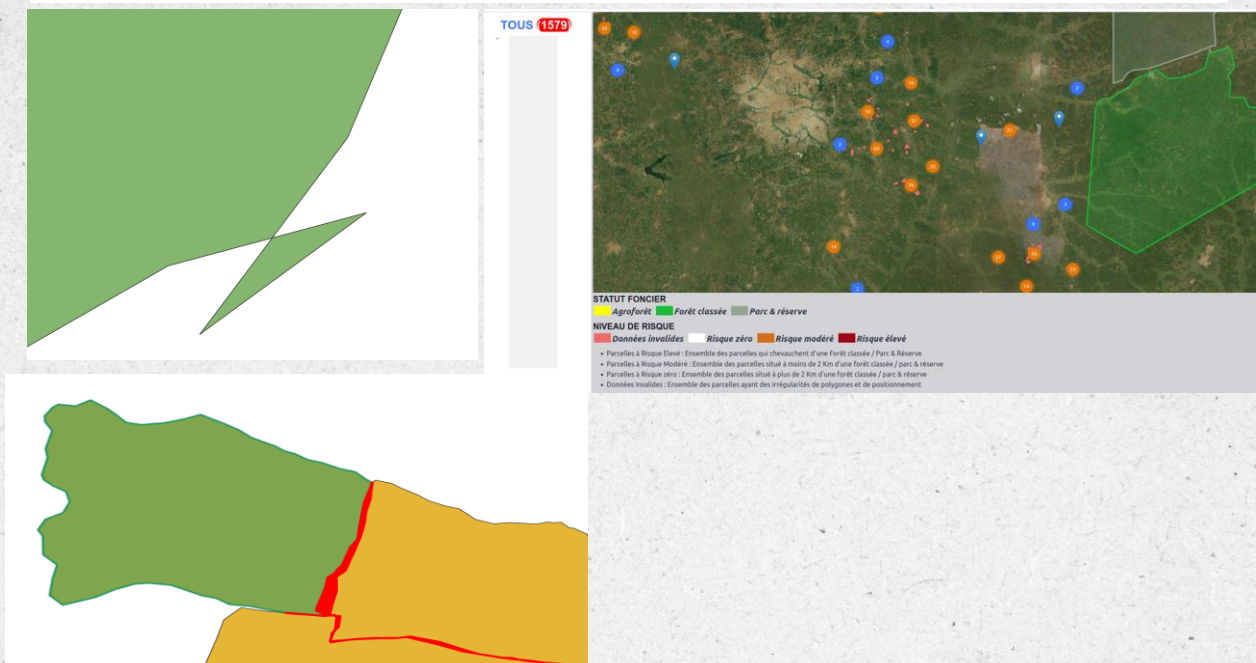 TOUS (1579)
STATUT FONCIER
Agroforêt Forêt classée Parc & réserve
NIVEAU DE RISQUE
Données invalides Risque zéro Risque modéré Risque élevé
• Parcelles à Risque Elevé : Ensemble des parcelles qui chevauchent d'une Forêt classée / Parc & Réserve
• Parcelles à Risque Modéré : Ensemble des parcelles situé à moins de 2 Km d'une forêt classée / parc & réserve
• Parcelles à Risque zéro : Ensemble des parcelles situé à plus de 2 Km d'une forêt classée / parc & réserve
• Données Invalides : Ensemble des parcelles ayant des irrégularités de polygones et de positionnement